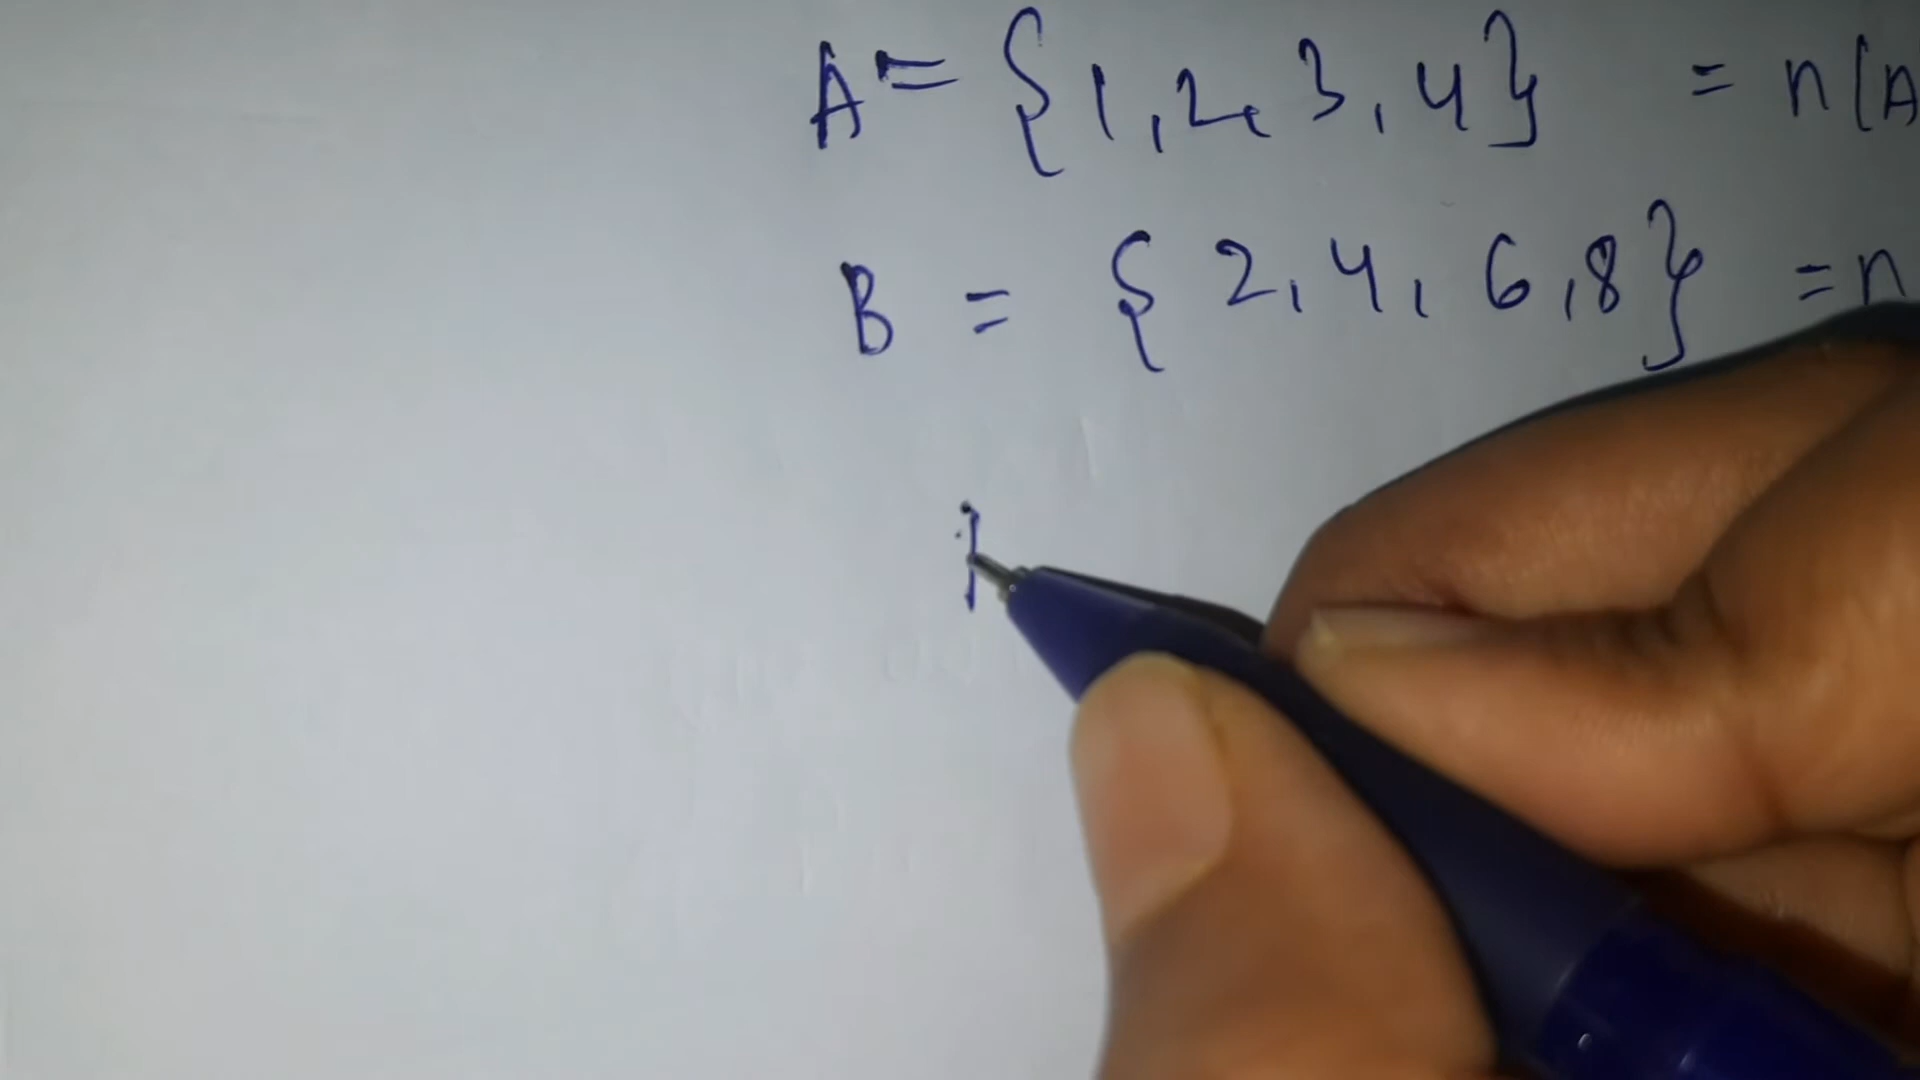 A = {1, 2, 3, 4} = n(A
B = { 2, 4, 6, 8} = n